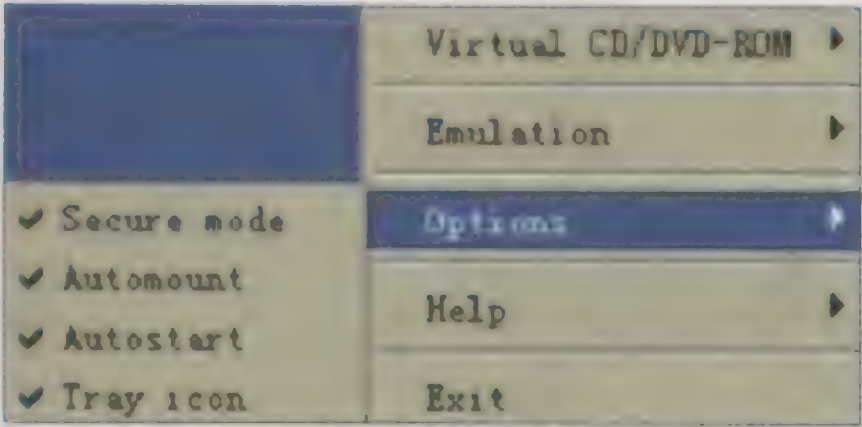 Virtual CD/DVD-ROM
Emulation
Options
Help
Exit
Secure mode
Automount
Autostart
Tray icon